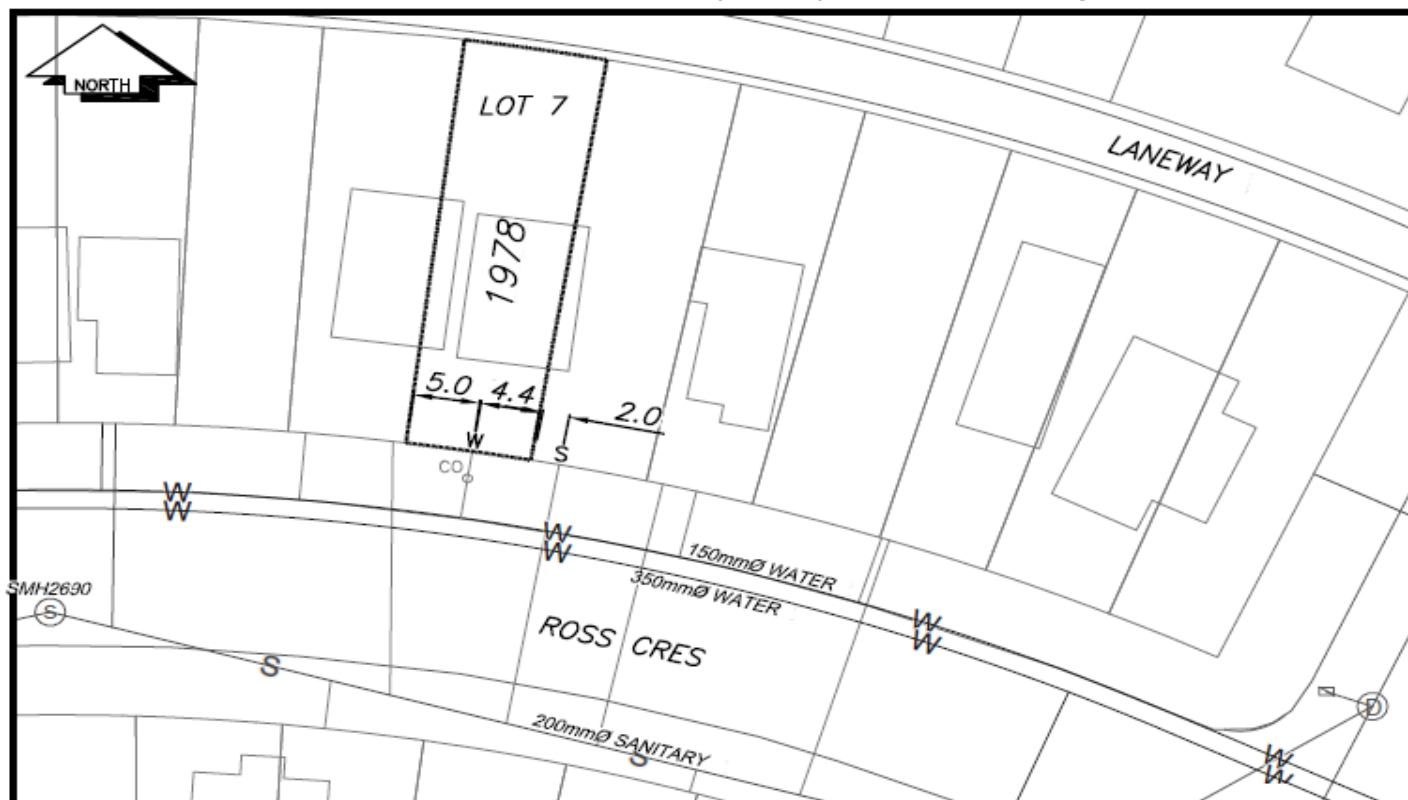 NORTH
LOT 7
LANEWAY
1978
5.0
4.4
2.0
W
S
CO
W
W
W
W
150mmØ WATER
350mmØ WATER
SMH2690
S
ROSS CRES
W
W
S
D
200mmØ SANITARY
S
W
W